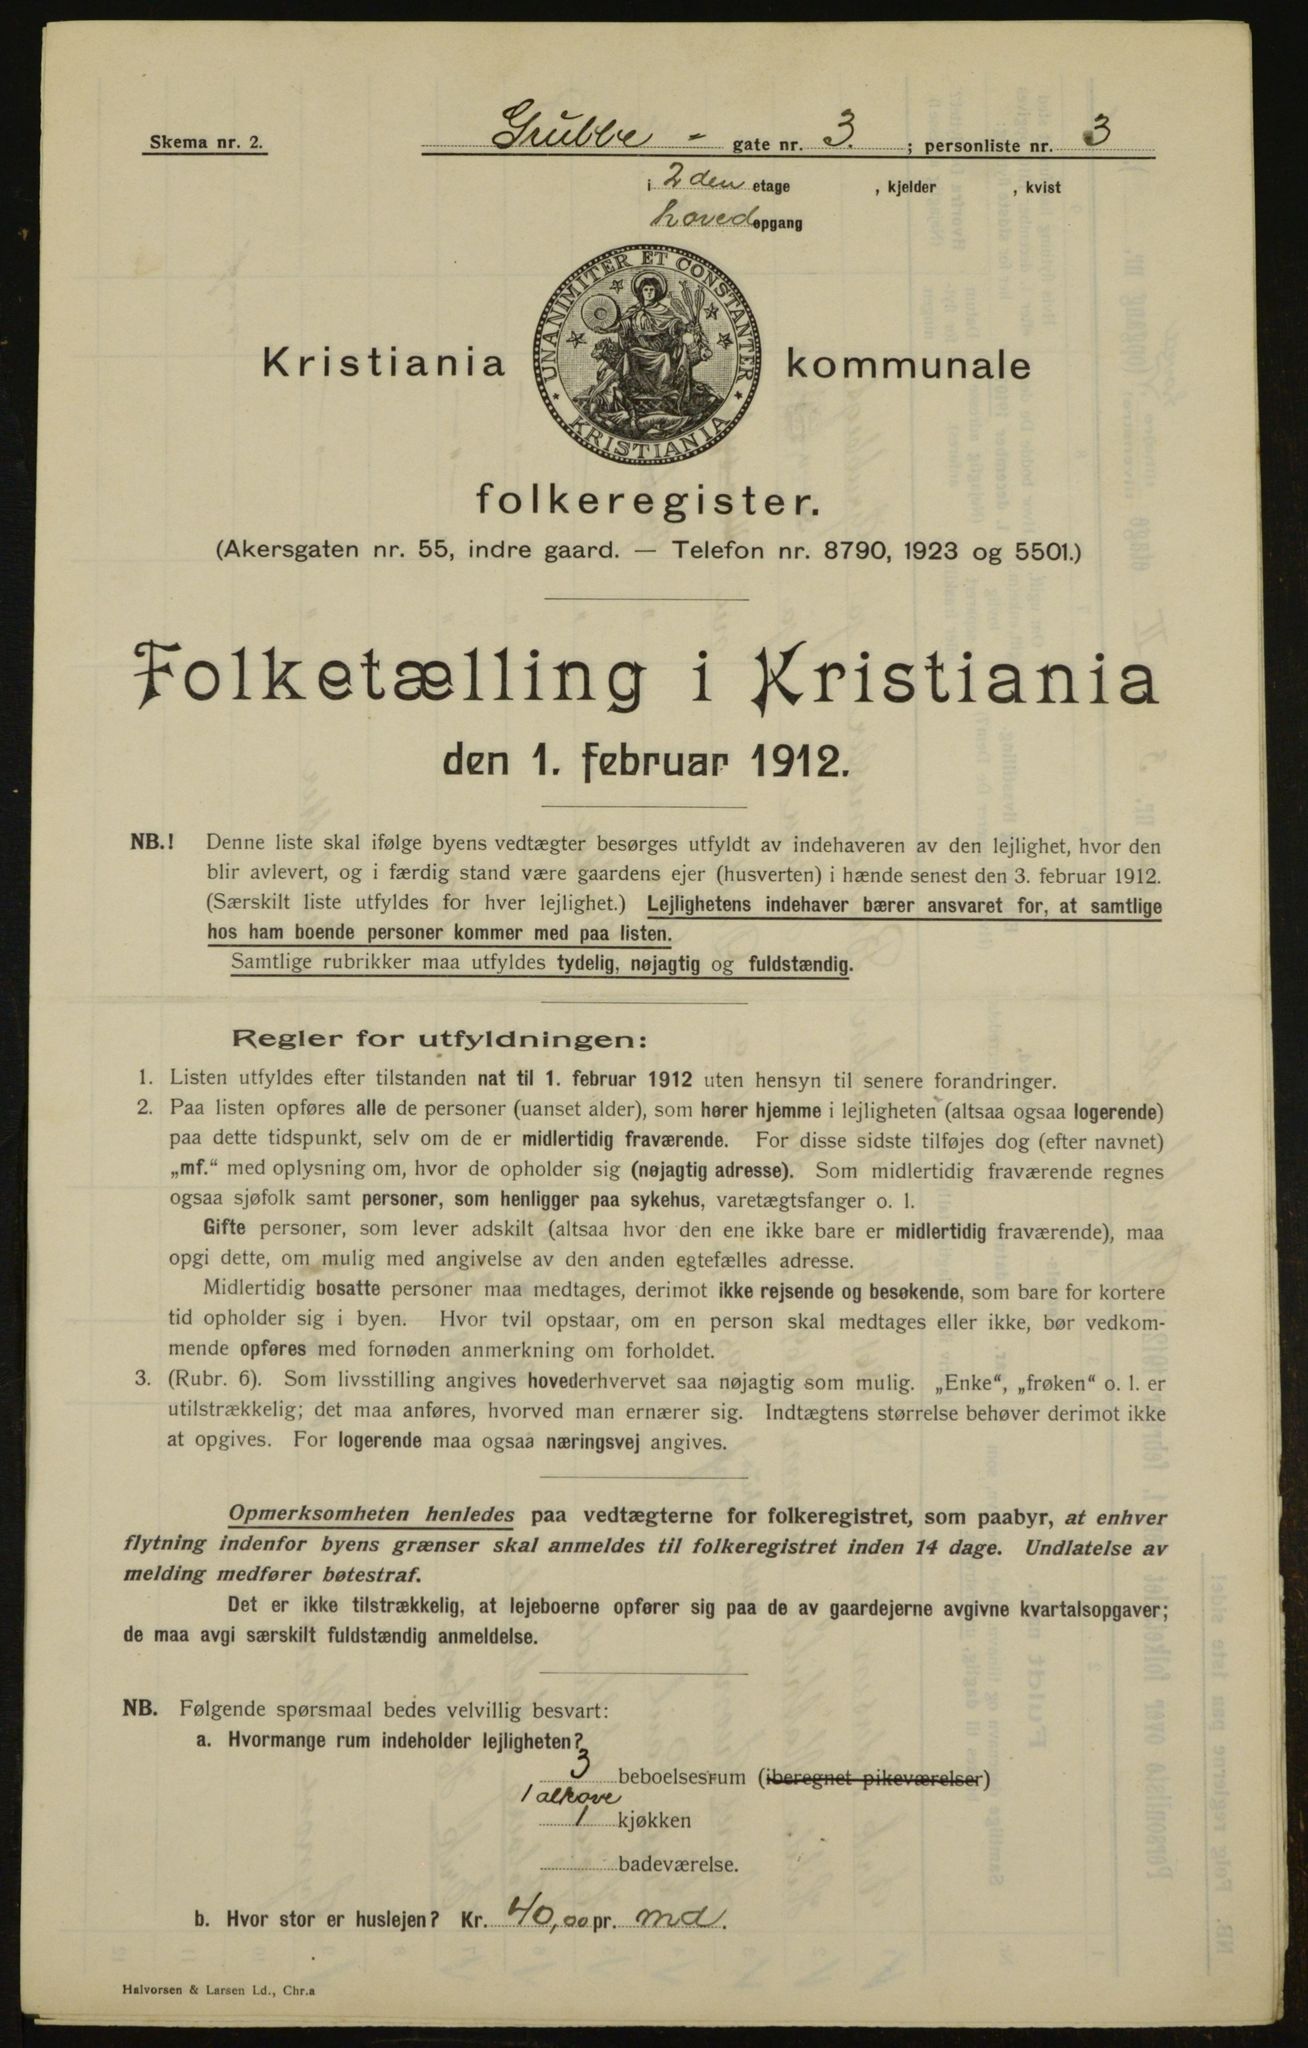 Skema nr. 2.
Grubbe - gate nr. 3. ; personliste nr. 3
i 2 den etage , kjelder , kvist
hoved opgang
UNANIMITER ET CONSTANTER
KRISTIANIA
Kristiania kommunale
folkeregister.
(Akersgaten nr. 55, indre gaard. — Telefon nr. 8790, 1923 og 5501.)
Folketælling i Kristiania
den 1. februar 1912.
NB.! Denne liste skal ifølge byens vedtægter besørges utfyldt av indehaveren av den lejlighet, hvor den
blir avlevert, og i færdig stand være gaardens ejer (husverten) i hænde senest den 3. februar 1912.
(Særskilt liste utfyldes for hver lejlighet.) Lejlighetens indehaver bærer ansvaret for, at samtlige
hos ham boende personer kommer med paa listen.
Samtlige rubrikker maa utfyldes tydelig, nøjagtig og fuldstændig.
Regler for utfyldningen:
1. Listen utfyldes efter tilstanden nat til 1. februar 1912 uten hensyn til senere forandringer.
2. Paa listen opføres alle de personer (uanset alder), som hører hjemme i lejligheten (altsaa ogsaa logerende)
paa dette tidspunkt, selv om de er midlertidig fraværende. For disse sidste tilføjes dog (efter navnet)
„mf.“ med oplysning om, hvor de opholder sig (nøjagtig adresse). Som midlertidig fraværende regnes
ogsaa sjøfolk samt personer, som henligger paa sykehus, varetægtsfanger o. l.
Gifte personer, som lever adskilt (altsaa hvor den ene ikke bare er midlertidig fraværende), maa
opgi dette, om mulig med angivelse av den anden egtefælles adresse.
Midlertidig bosatte personer maa medtages, derimot ikke rejsende og besøkende, som bare for kortere
tid opholder sig i byen. Hvor tvil opstaar, om en person skal medtages eller ikke, bør vedkom-
mende opføres med fornøden anmerkning om forholdet.
3. (Rubr. 6). Som livsstilling angives hovederhvervet saa nøjagtig som mulig. „Enke“, „frøken“ o. l. er
utilstrækkelig; det maa anføres, hvorved man ernærer sig. Indtægtens størrelse behøver derimot ikke
at opgives. For logerende maa ogsaa næringsvej angives.
Opmerksomheten henledes paa vedtægterne for folkeregistret, som paabyr, at enhver
flytning indenfor byens grænser skal anmeldes til folkeregistret inden 14 dage. Undlatelse av
melding medfører bøtestraf.
Det er ikke tilstrækkelig, at lejeboerne opfører sig paa de av gaardejerne avgivne kvartalsopgaver;
de maa avgi særskilt fuldstændig anmeldelse.
NB. Følgende spørsmaal bedes velvillig besvart:
a. Hvormange rum indeholder lejligheten?
3 beboelsesrum (iberegnet pikeværelser)
1 alkove
1 kjøkken
badeværelse.
b. Hvor stor er huslejen? Kr. 40,00 pr. md.
Halvorsen & Larsen Ld., Chr.a